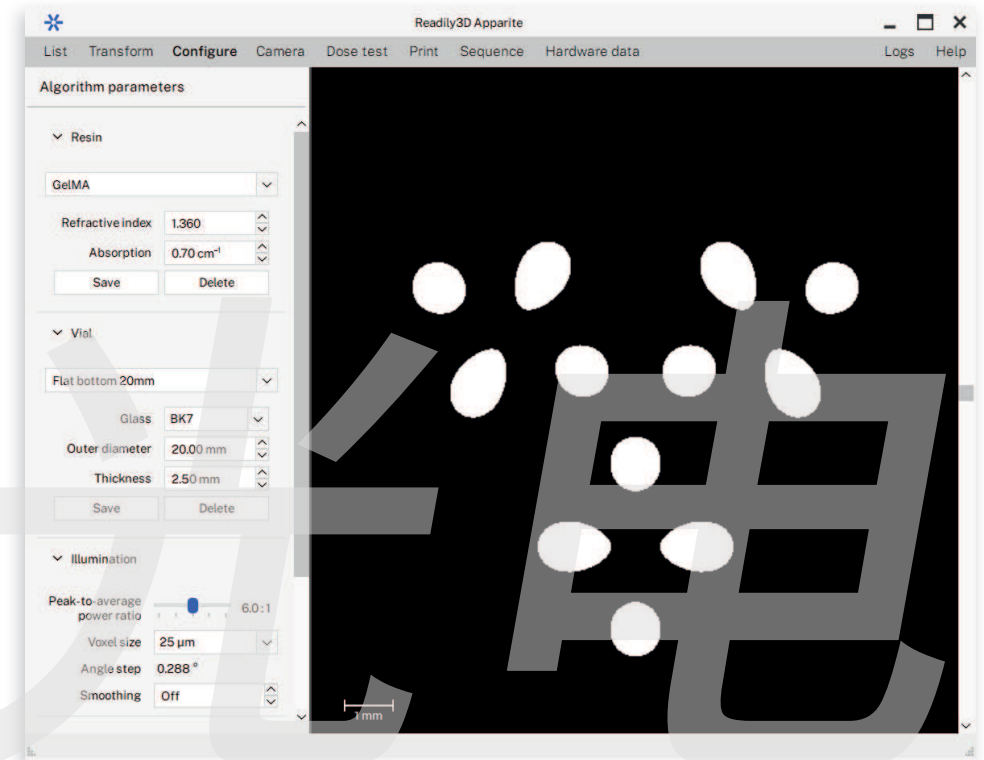 Readily3D Apparite
List Transform Configure Camera Dose test Print Sequence Hardware data Logs Help
Algorithm parameters
Resin
GelMA
Refractive index 1.360
Absorption 0.70 cm⁻¹
Save Delete
Vial
Flat bottom 20mm
Glass BK7
Outer diameter 20.00 mm
Thickness 2.50 mm
Save Delete
Illumination
Peak-to-average
power ratio 6.0 : 1
Voxel size 25 µm
Angle step 0.288 °
Smoothing Off
1 mm
光电